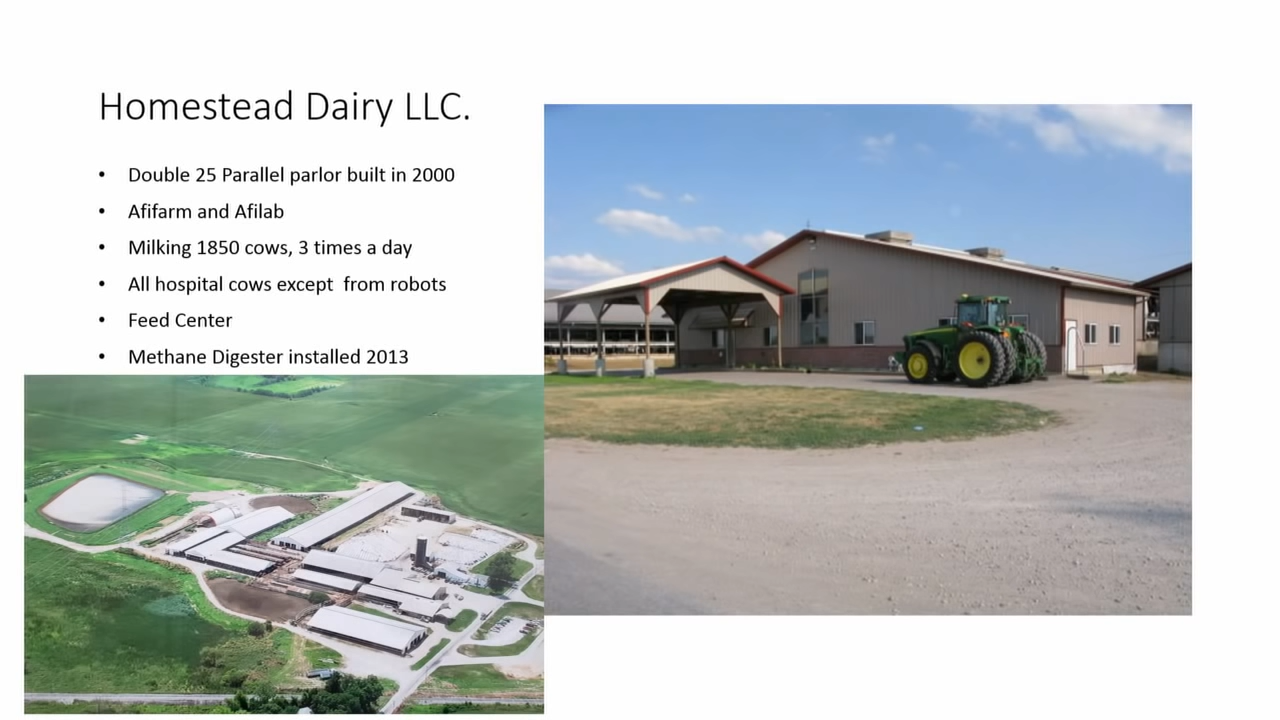 Homestead Dairy LLC.
• Double 25 Parallel parlor built in 2000
• Afifarm and Afilab
• Milking 1850 cows, 3 times a day
• All hospital cows except  from robots
• Feed Center
• Methane Digester installed 2013